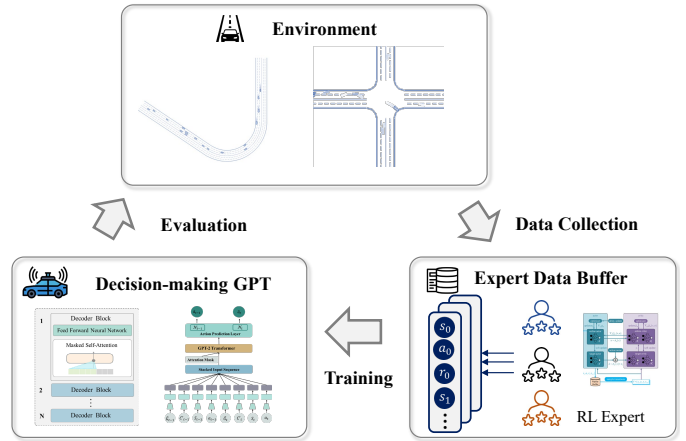 Environment
Evaluation
Data Collection
Decision-making GPT
1
Decoder Block
Feed Forward Neural Network
Masked Self-Attention
2
Decoder Block
N
Decoder Block
Action Prediction Layer
GPT-2 Transformer
Attention Mask
Masked Input Sequence
Training
Expert Data Buffer
s0
a0
r0
s1
RL Expert